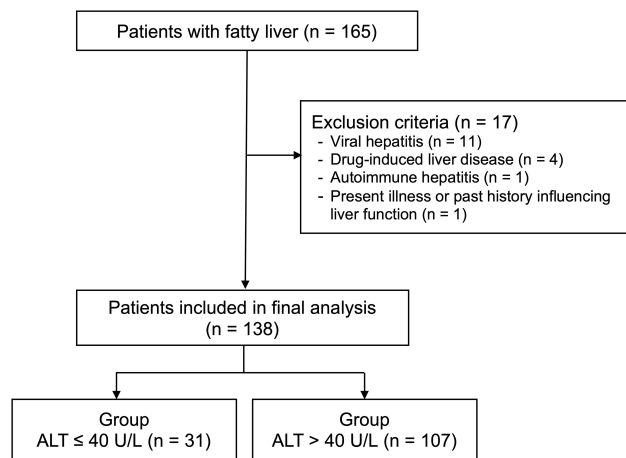 Patients with fatty liver (n = 165)
Exclusion criteria (n = 17)
- Viral hepatitis (n = 11)
- Drug-induced liver disease (n = 4)
- Autoimmune hepatitis (n = 1)
- Present illness or past history influencing
liver function (n = 1)
Patients included in final analysis
(n = 138)
Group
ALT ≤ 40 U/L (n = 31)
Group
ALT > 40 U/L (n = 107)